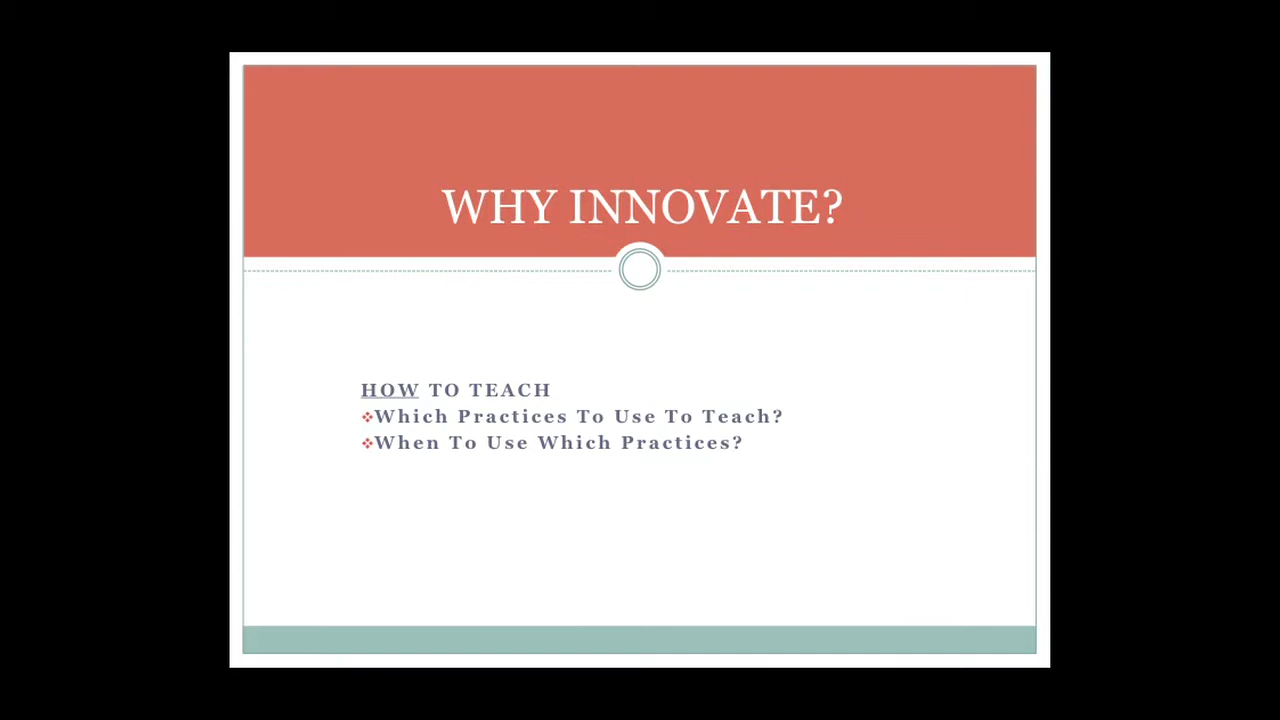 WHY INNOVATE?
HOW TO TEACH
❖Which Practices To Use To Teach?
❖When To Use Which Practices?